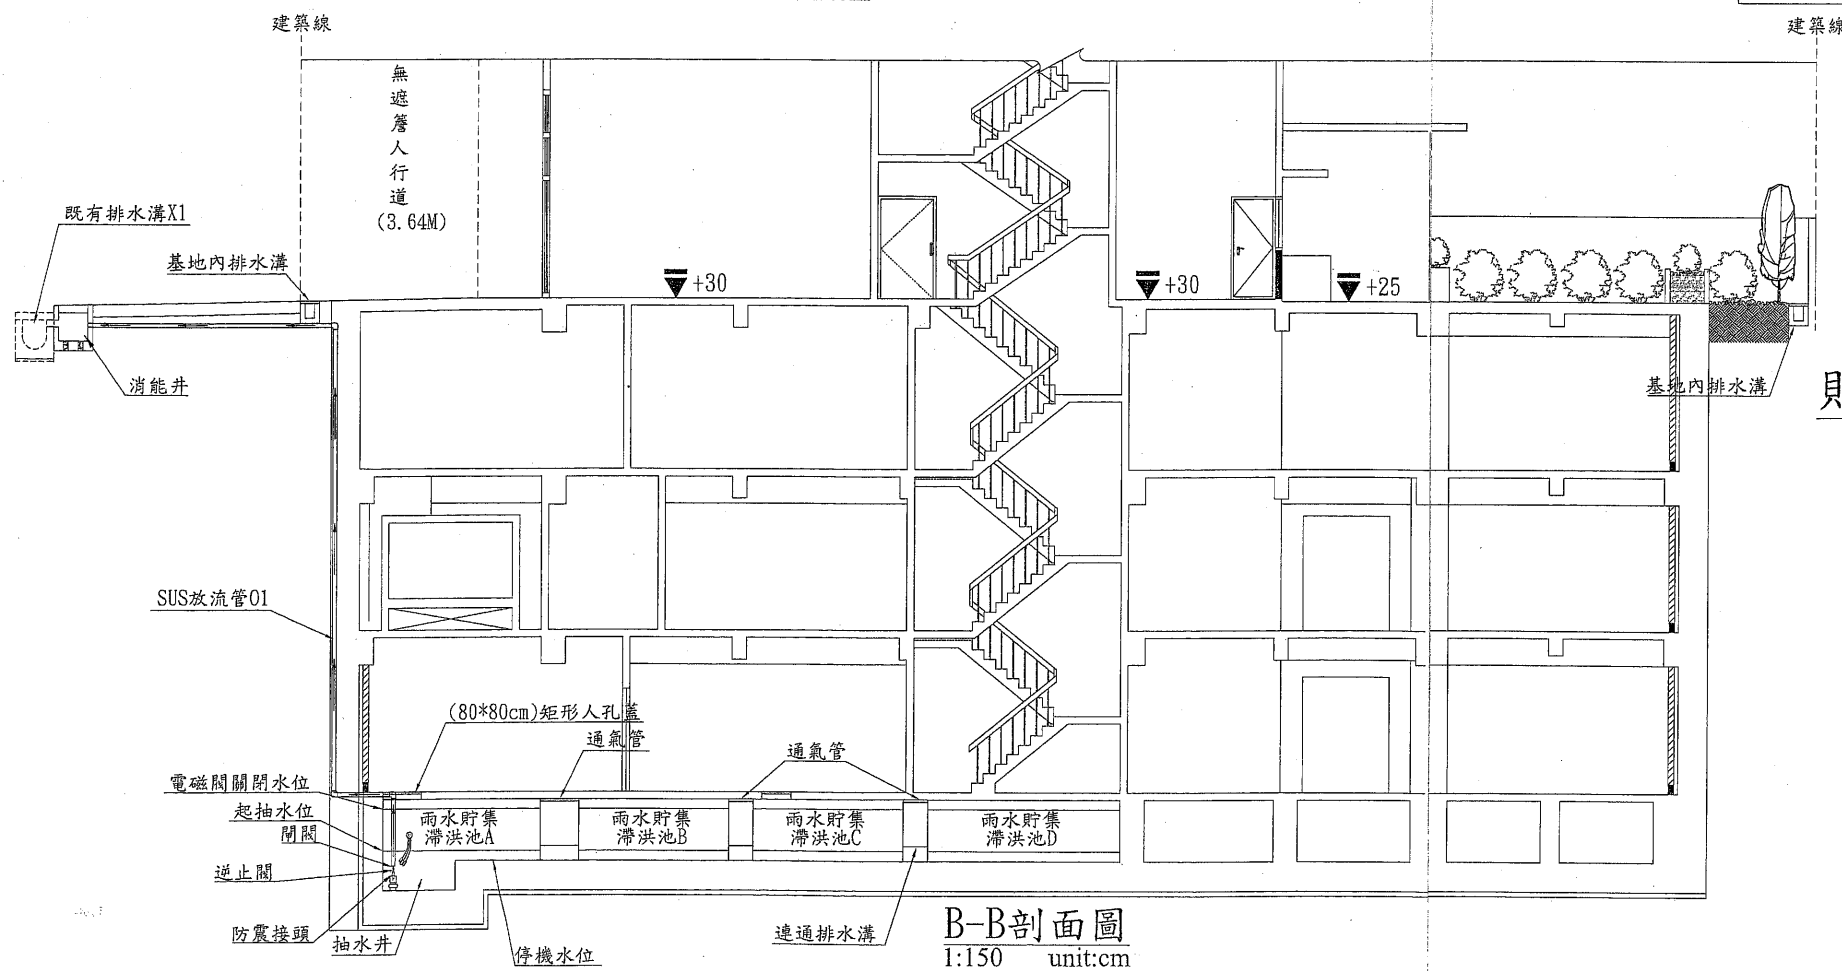 建築線
建築線
無遮簷人行道
(3.64M)
既有排水溝X1
基地內排水溝
+30
+30
+25
消能井
基地內排水溝
SUS放流管01
(80*80cm)矩形人孔蓋
通氣管
通氣管
電磁閥關閉水位
起抽水位
閘閥
逆止閥
防震接頭
抽水井
停機水位
連通排水溝
雨水貯集
滯洪池A
雨水貯集
滯洪池B
雨水貯集
滯洪池C
雨水貯集
滯洪池D
B-B剖面圖
1:150 unit:cm